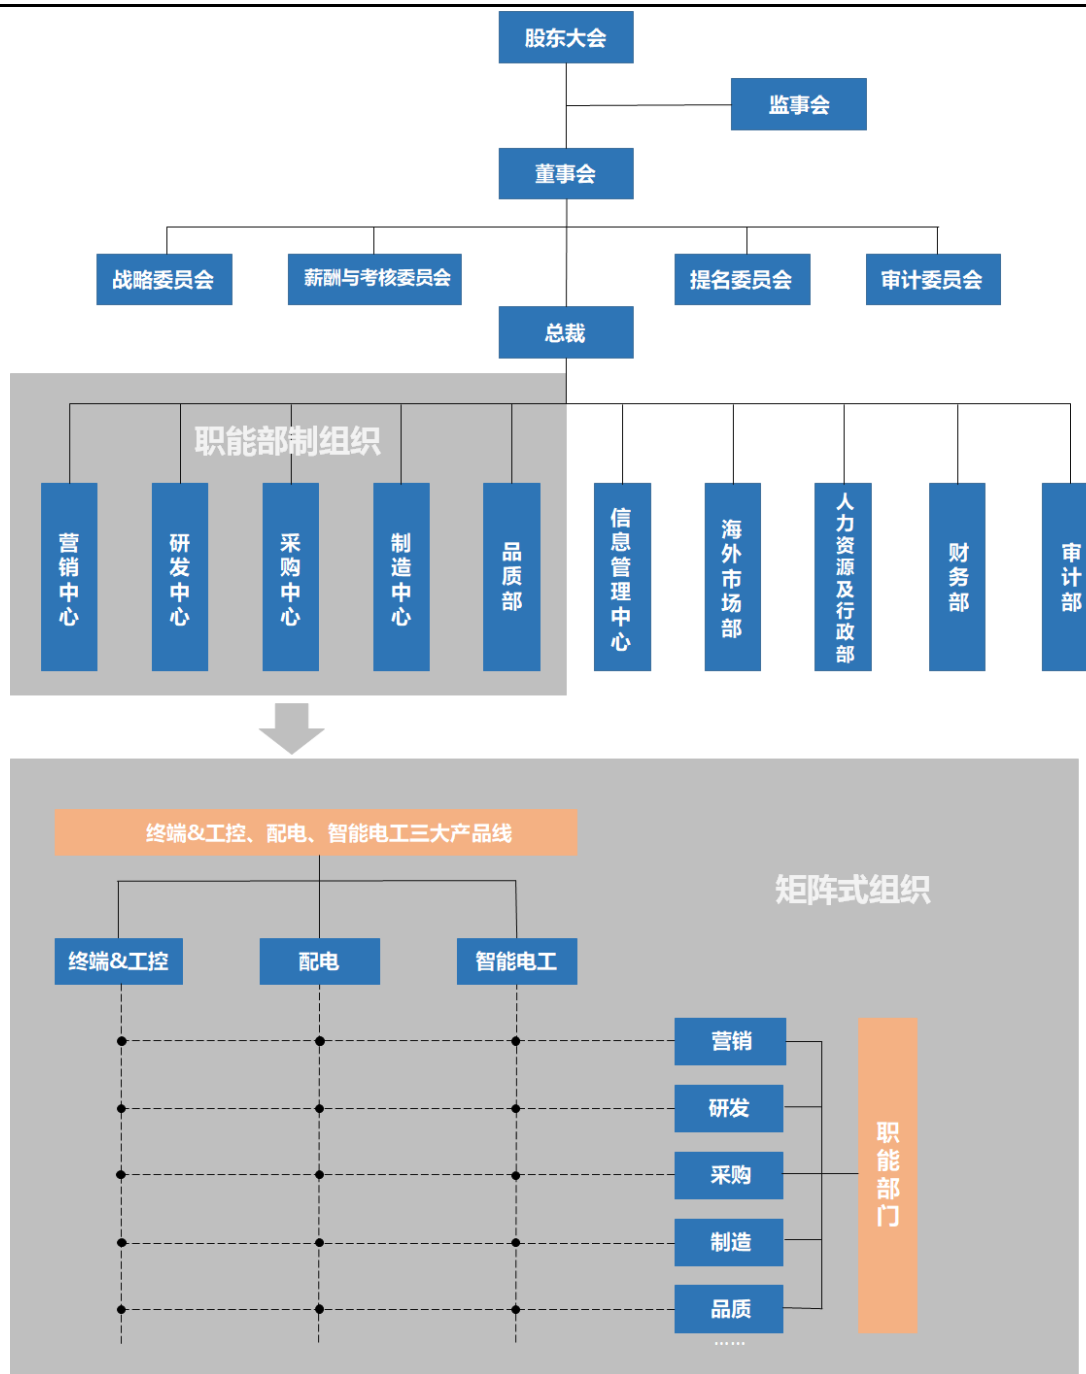 股东大会
监事会
董事会
战略委员会
薪酬与考核委员会
提名委员会
审计委员会
总裁
职能部制组织
营销中心
研发中心
采购中心
制造中心
品质部
信息管理中心
海外市场部
人力资源及行政部
财务部
审计部
终端&工控、配电、智能电工三大产品线
矩阵式组织
终端&工控
配电
智能电工
营销
研发
采购
制造
品质
……
职能部门